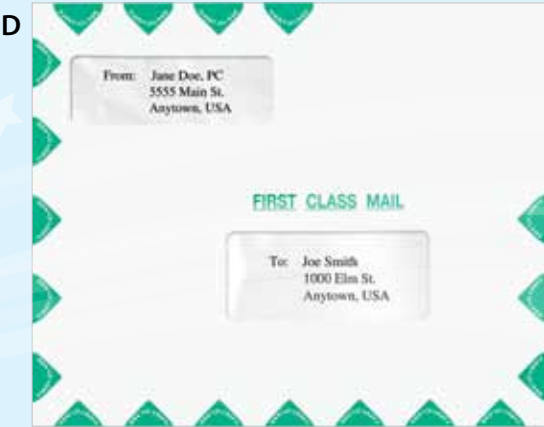 D
From: Jane Doe, PC
5555 Main St.
Anytown, USA
FIRST CLASS MAIL
To: Joe Smith
1000 Elm St.
Anytown, USA